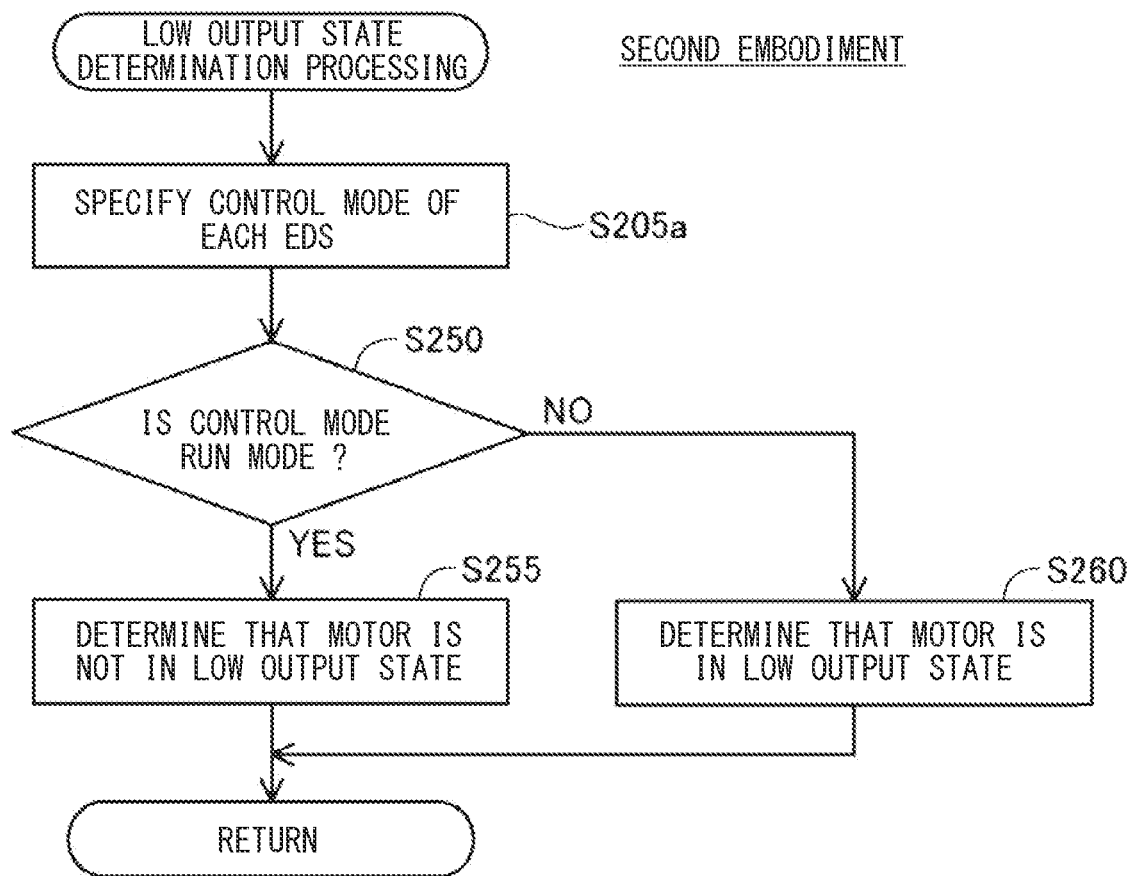 LOW OUTPUT STATE
DETERMINATION PROCESSING
SECOND EMBODIMENT
SPECIFY CONTROL MODE OF
EACH EDS
S205a
S250
IS CONTROL MODE
RUN MODE ?
NO
YES
S255
S260
DETERMINE THAT MOTOR IS
NOT IN LOW OUTPUT STATE
DETERMINE THAT MOTOR IS
IN LOW OUTPUT STATE
RETURN